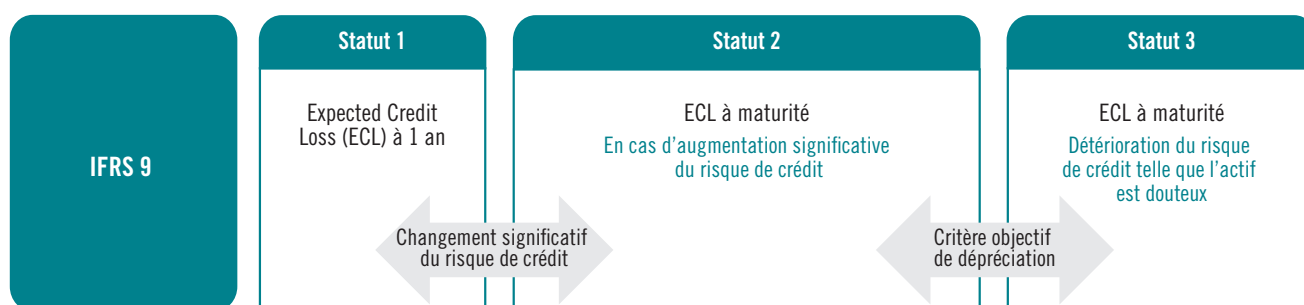 IFRS 9
Statut 1
Expected Credit
Loss (ECL) à 1 an
Changement significatif
du risque de crédit
Statut 2
ECL à maturité
En cas d'augmentation significative
du risque de crédit
Critère objectif
de dépréciation
Statut 3
ECL à maturité
Détérioration du risque
de crédit telle que l'actif
est douteux